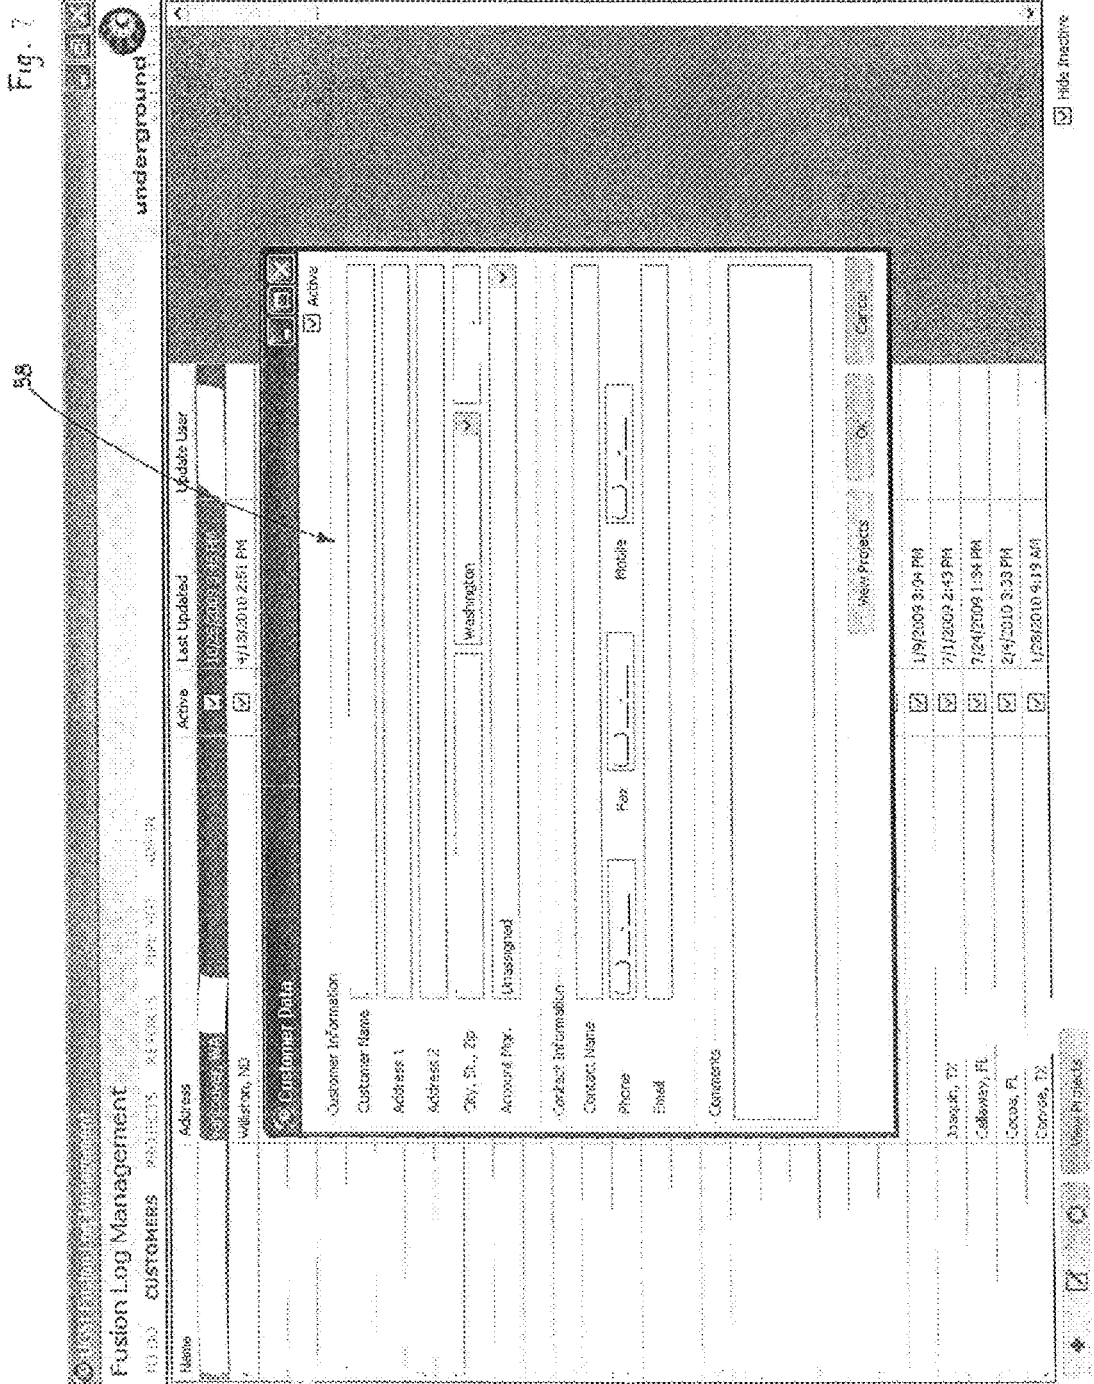 Fig. 7
58
Fusion Log Management
underground
CUSTOMERS PROJECTS REPORTS
Name Address Active Last Updated Update User
Williston, ND 4/13/2010 2:51 PM
Customer Data
Active
Customer Information
Customer Name
Address 1
Address 2
City, St., Zip Washington
Account Mgr. Unassigned
Contact Information
Contact Name
Phone Fax Mobile
Email
Comments
View Projects OK Cancel
1/9/2009 3:04 PM
Joaquin, TX 7/1/2009 2:43 PM
Callaway, FL 7/24/2009 1:34 PM
Cocoa, FL 2/4/2010 3:33 PM
Conroe, TX 1/28/2010 9:19 AM
View Projects
Hide Inactive